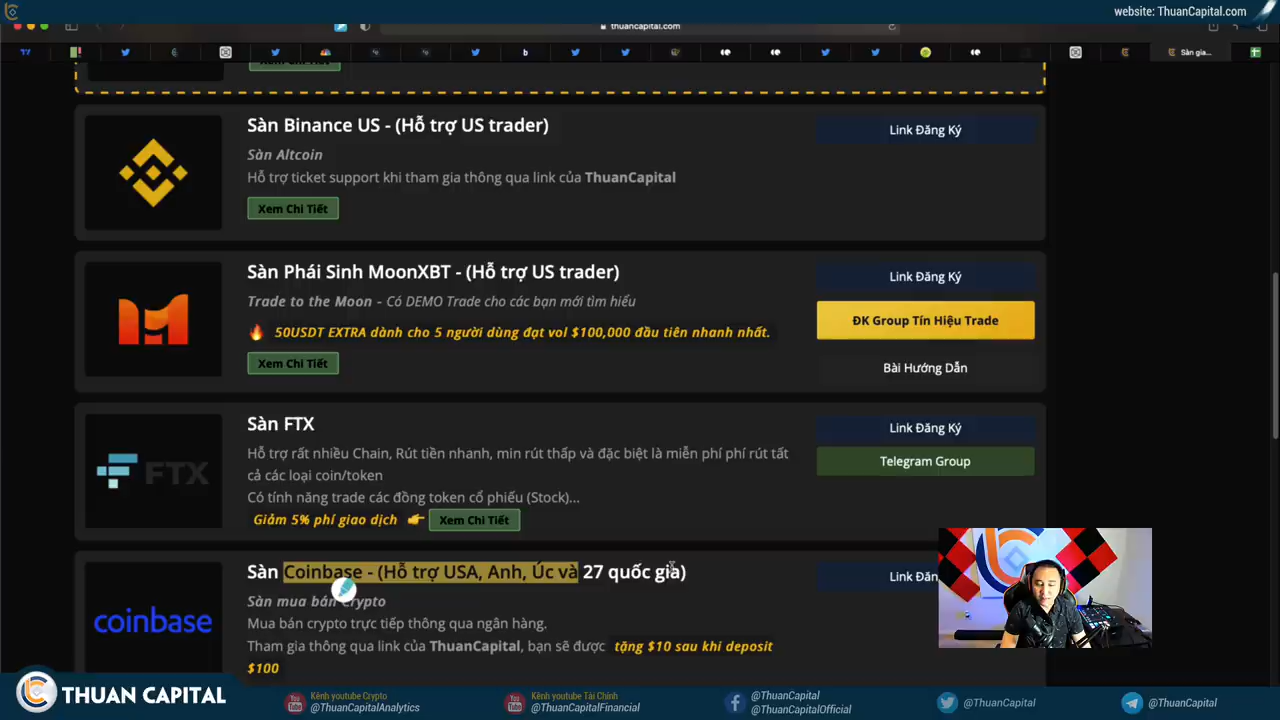 website: ThuanCapital.com
thuancapital.com
Sàn gia...
Xem Chi Tiết
Sàn Binance US - (Hỗ trợ US trader)
Link Đăng Ký
Sàn Altcoin
Hỗ trợ ticket support khi tham gia thông qua link của ThuanCapital
Xem Chi Tiết
Sàn Phái Sinh MoonXBT - (Hỗ trợ US trader)
Link Đăng Ký
Trade to the Moon - Có DEMO Trade cho các bạn mới tìm hiểu
ĐK Group Tín Hiệu Trade
50USDT EXTRA dành cho 5 người dùng đạt vol $100,000 đầu tiên nhanh nhất.
Xem Chi Tiết
Bài Hướng Dẫn
Sàn FTX
Link Đăng Ký
Hỗ trợ rất nhiều Chain, Rút tiền nhanh, min rút thấp và đặc biệt là miễn phí phí rút tất
cả các loại coin/token
Telegram Group
FTX
Có tính năng trade các đồng token cổ phiếu (Stock)...
Giảm 5% phí giao dịch
Xem Chi Tiết
Sàn Coinbase - (Hỗ trợ USA, Anh, Úc và 27 quốc gia)
Link Đăn
Sàn mua bán Crypto
coinbase
Mua bán crypto trực tiếp thông qua ngân hàng.
Tham gia thông qua link của ThuanCapital, bạn sẽ được tặng $10 sau khi deposit
$100
THUAN CAPITAL
Kênh youtube Crypto
@ThuanCapitalAnalytics
Kênh youtube Tài Chính
@ThuanCapitalFinancial
@ThuanCapital
@ThuanCapitalOfficial
@ThuanCapital
@ThuanCapital